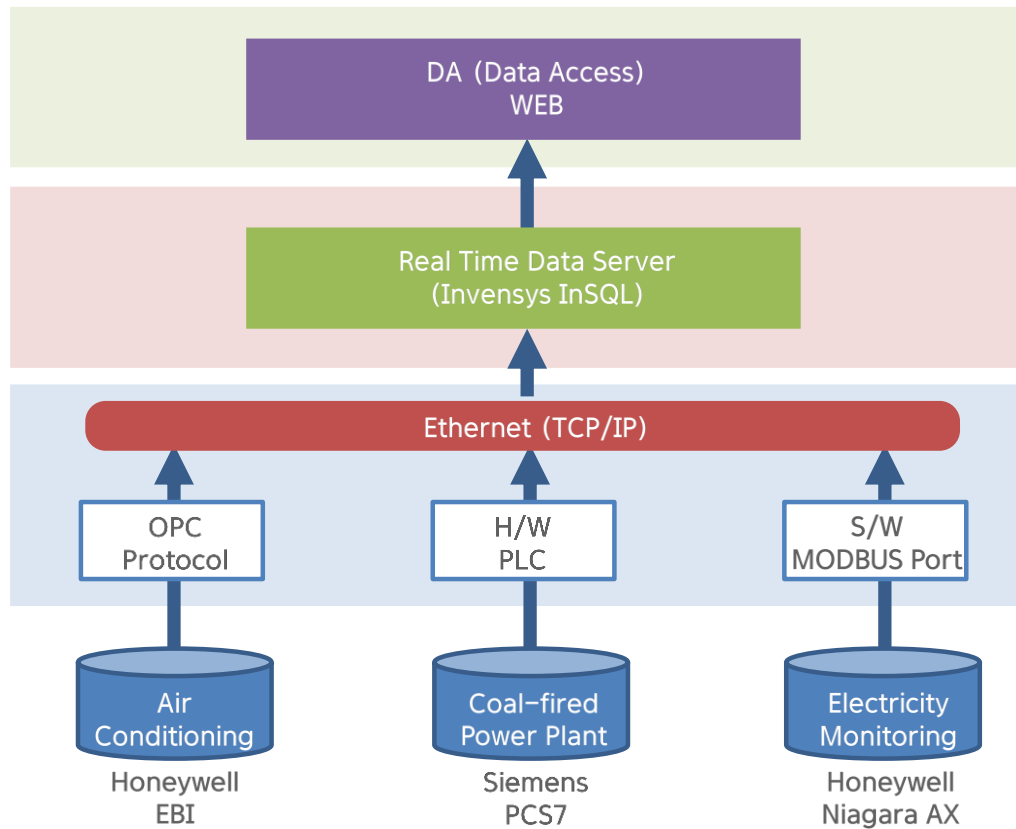 DA (Data Access)
WEB
Real Time Data Server
(Invensys InSQL)
Ethernet (TCP/IP)
OPC
Protocol
H/W
PLC
S/W
MODBUS Port
Air
Conditioning
Coal-fired
Power Plant
Electricity
Monitoring
Honeywell
EBI
Siemens
PCS7
Honeywell
Niagara AX